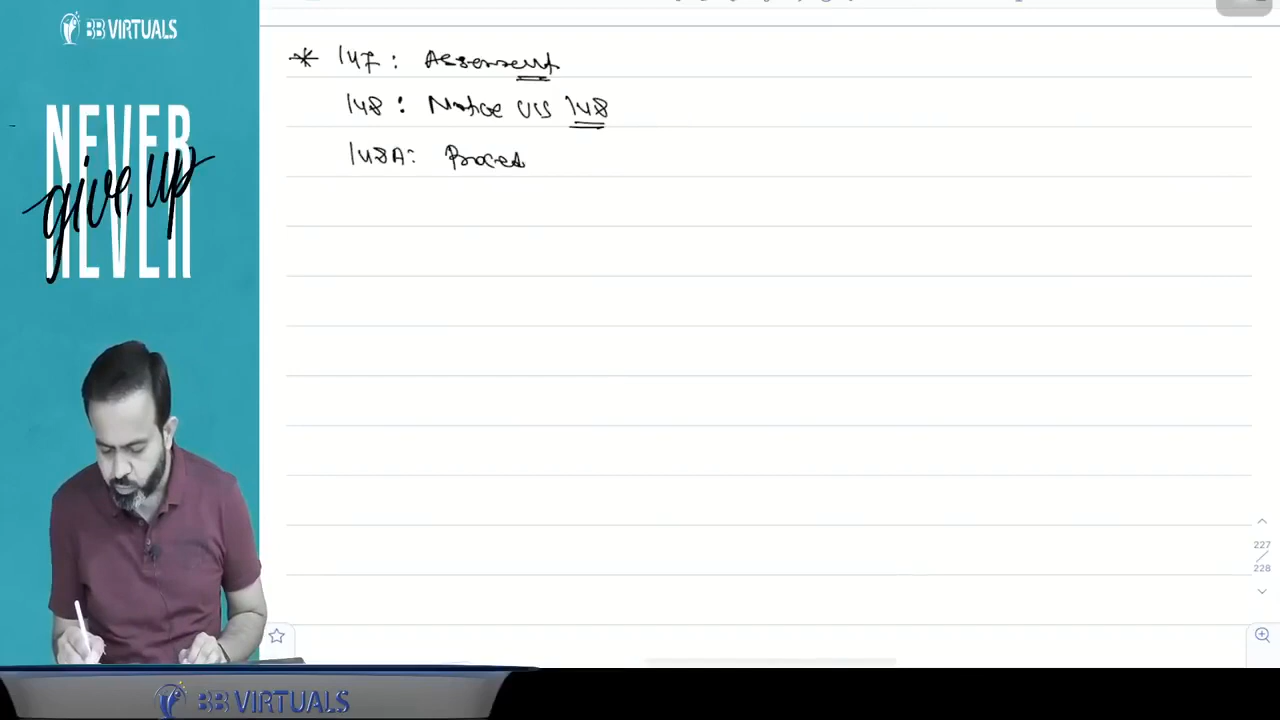 BB VIRTUALS
NEVER
give up
NEVER
* 147 : Assessment
148 : Notice U/S 148
148A: Proced
227
228
BB VIRTUALS